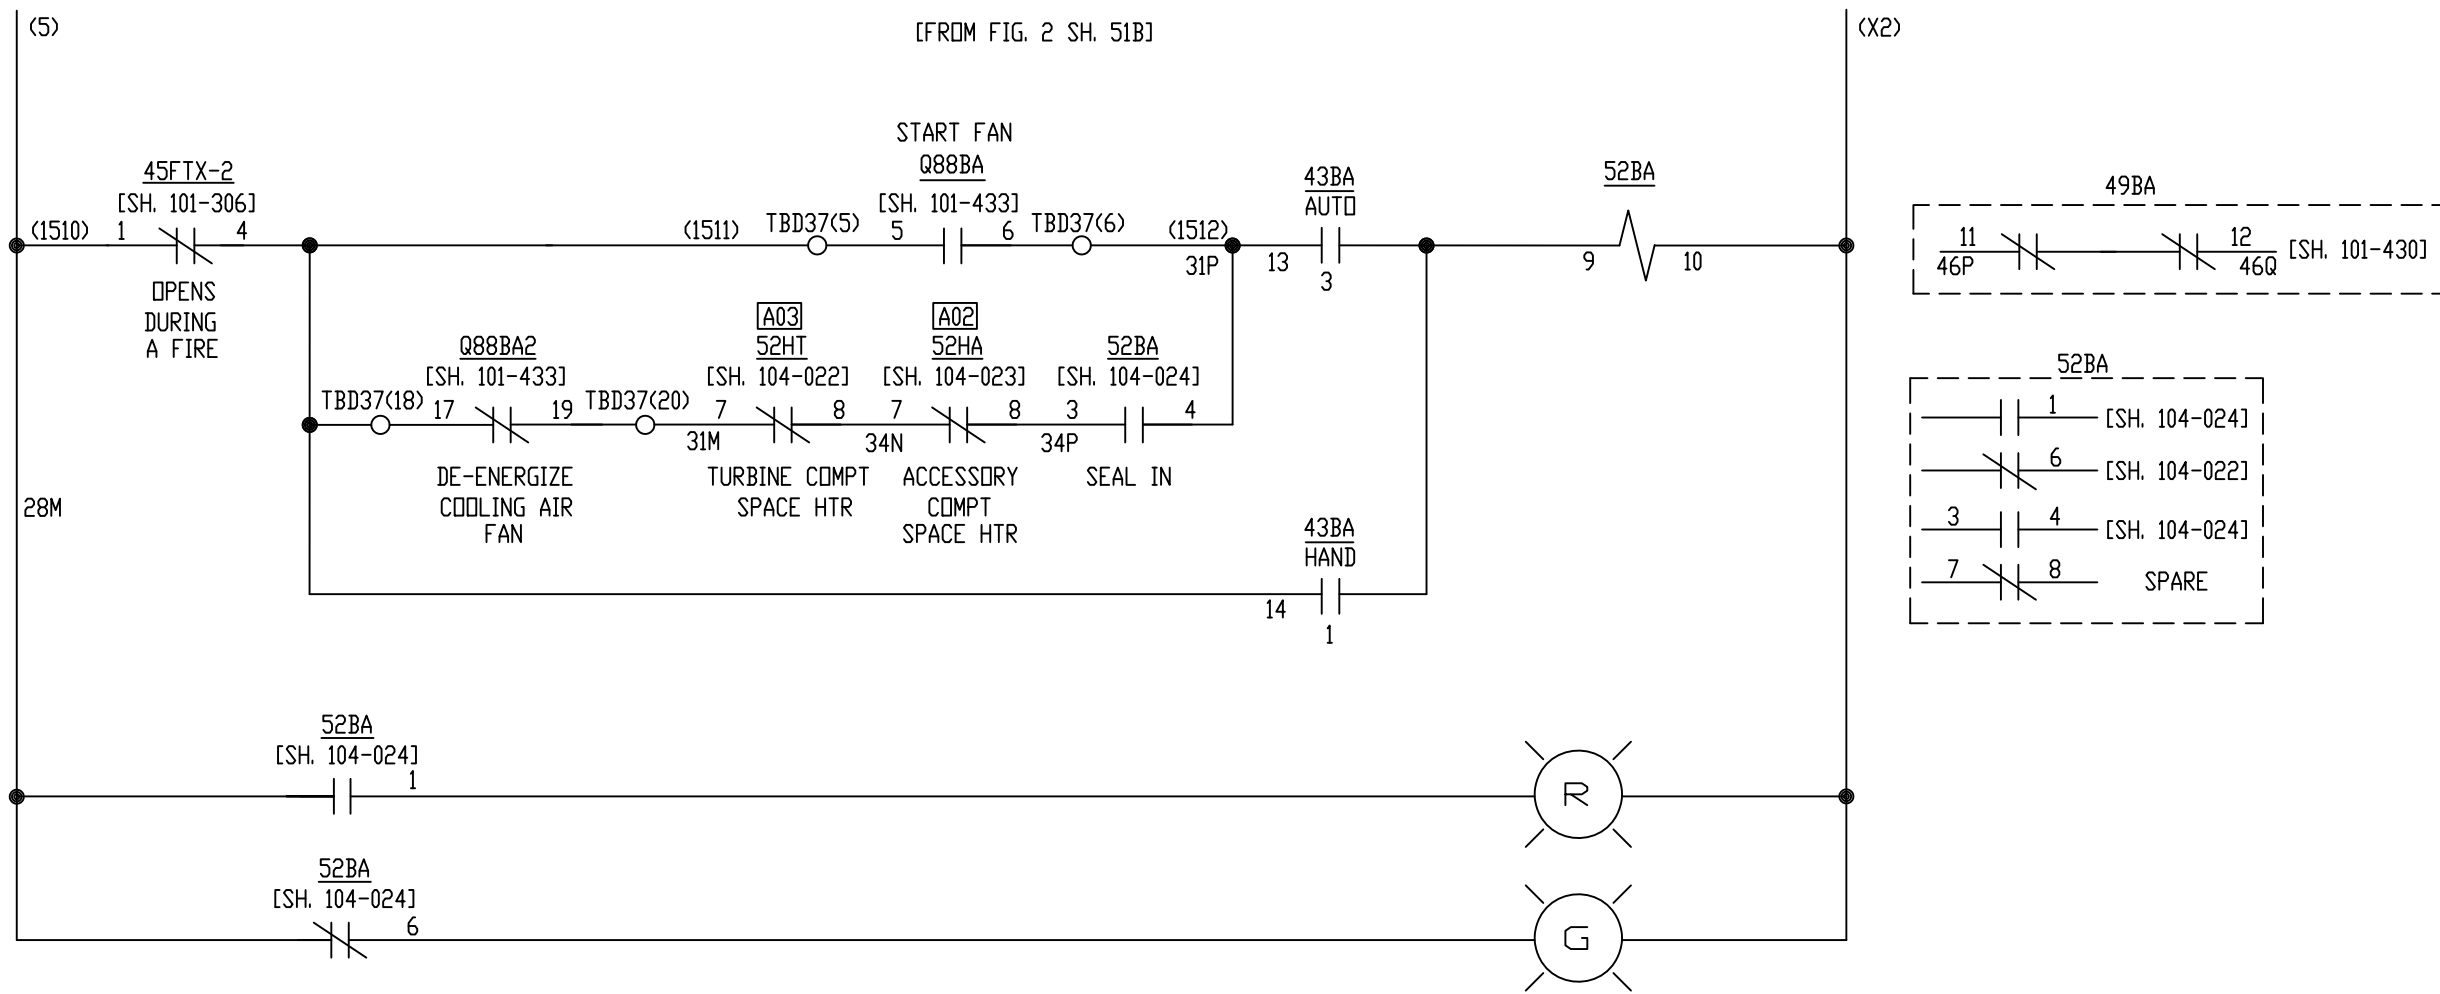 (5)
[FROM FIG. 2 SH. 51B]
(X2)
START FAN
Q88BA
[SH. 101-433]
45FTX-2
[SH. 101-306]
(1510)
1
4
OPENS
DURING
A FIRE
(1511)
TBD37(5)
5
6
TBD37(6)
(1512)
31P
43BA
AUTO
13
3
52BA
9
10
49BA
11
46P
12
46Q
[SH. 101-430]
Q88BA2
[SH. 101-433]
TBD37(18)
17
19
TBD37(20)
DE-ENERGIZE
COOLING AIR
FAN
A03
52HT
[SH. 104-022]
7
8
31M
TURBINE COMPT
SPACE HTR
A02
52HA
[SH. 104-023]
7
8
34N
ACCESSORY
COMPT
SPACE HTR
52BA
[SH. 104-024]
3
4
34P
SEAL IN
52BA
1
[SH. 104-024]
6
[SH. 104-022]
3
4
[SH. 104-024]
7
8
SPARE
28M
43BA
HAND
14
1
52BA
[SH. 104-024]
1
R
52BA
[SH. 104-024]
6
G